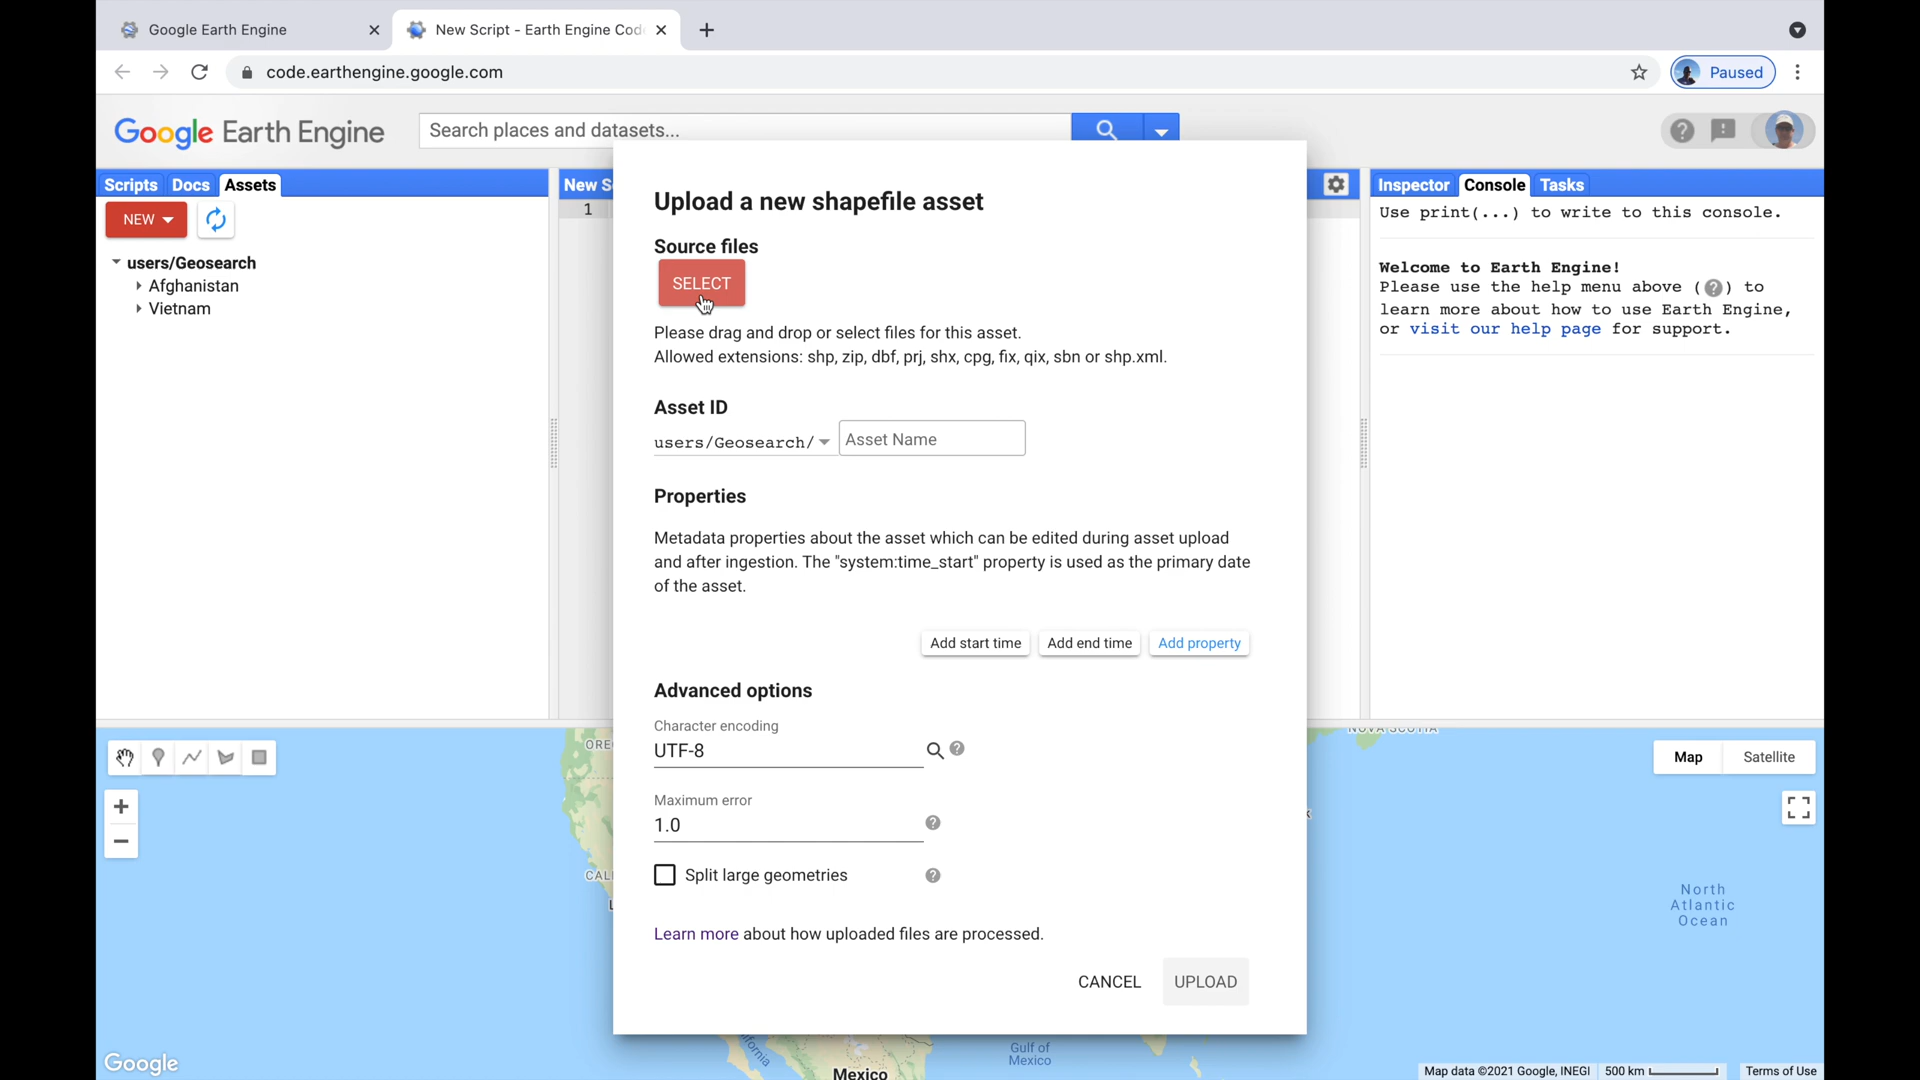 Google Earth Engine
New Script - Earth Engine Cod
code.earthengine.google.com
Paused
Google Earth Engine
Search places and datasets...
Scripts Docs Assets
NEW
users/Geosearch
Afghanistan
Vietnam
New S
1
Upload a new shapefile asset
Source files
SELECT
Please drag and drop or select files for this asset.
Allowed extensions: shp, zip, dbf, prj, shx, cpg, fix, qix, sbn or shp.xml.
Asset ID
users/Geosearch/
Asset Name
Properties
Metadata properties about the asset which can be edited during asset upload
and after ingestion. The "system:time_start" property is used as the primary date
of the asset.
Add start time Add end time Add property
Advanced options
Character encoding
UTF-8
Maximum error
1.0
Split large geometries
Learn more about how uploaded files are processed.
CANCEL UPLOAD
Inspector Console Tasks
Use print(...) to write to this console.
Welcome to Earth Engine!
Please use the help menu above (?) to
learn more about how to use Earth Engine,
or visit our help page for support.
Map Satellite
NOVA SCOTIA
ORE
CAL
North
Atlantic
Ocean
Gulf of
Mexico
Mexico
Google
Map data ©2021 Google, INEGI 500 km Terms of Use